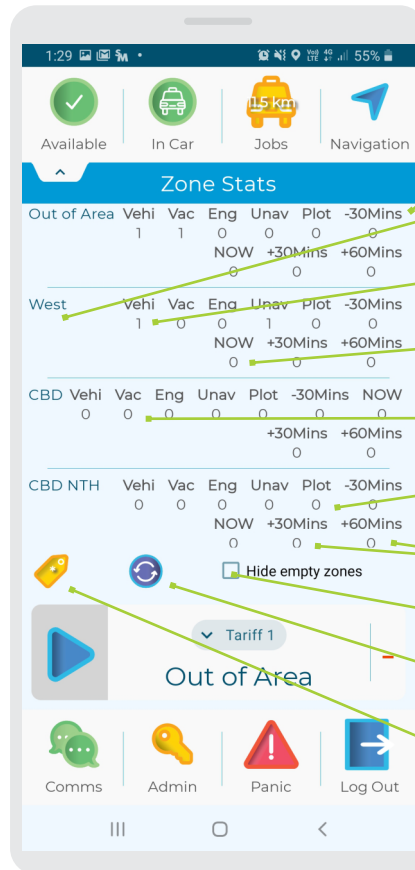 1:29 55%
Available In Car 11.5 km Jobs Navigation
Zone Stats
Out of Area Vehi Vac Eng Unav Plot -30Mins
1 1 0 0 0 0
NOW +30Mins +60Mins
0 0 0
West Vehi Vac Eng Unav Plot -30Mins
1 0 0 1 0 0
NOW +30Mins +60Mins
0 0 0
CBD Vehi Vac Eng Unav Plot -30Mins NOW
0 0 0 0 0 0 0
+30Mins +60Mins
0 0
CBD NTH Vehi Vac Eng Unav Plot -30Mins
0 0 0 0 0 0
NOW +30Mins +60Mins
0 0 0
Hide empty zones
Tariff 1
Out of Area
Comms Admin Panic Log Out